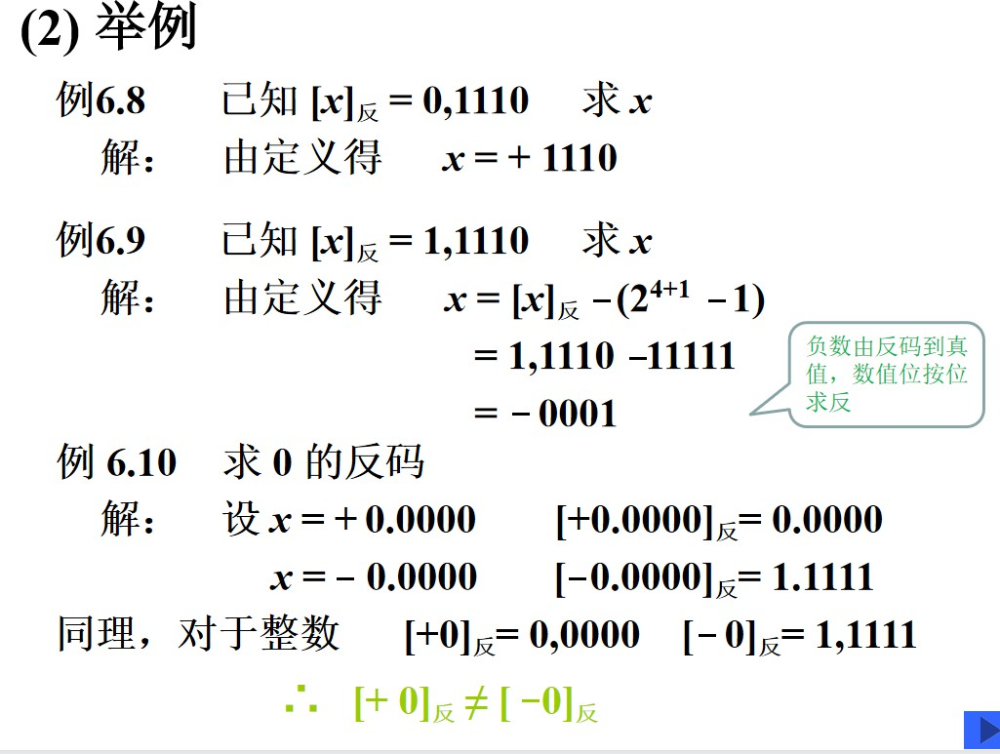 (2) 举例
例6.8 已知 [x]反 = 0,1110 求 x
解： 由定义得 x = + 1110
例6.9 已知 [x]反 = 1,1110 求 x
解： 由定义得 x = [x]反 −(2⁴⁺¹ − 1)
= 1,1110 −11111
= − 0001
负数由反码到真
值，数值位按位
求反
例 6.10 求 0 的反码
解： 设 x = + 0.0000 [+0.0000]反= 0.0000
x = − 0.0000 [−0.0000]反= 1.1111
同理，对于整数 [+0]反= 0,0000 [− 0]反= 1,1111
∴ [+ 0]反 ≠ [ −0]反